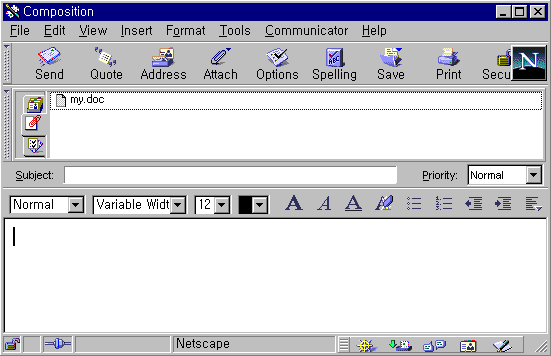 Composition
File Edit View Insert Format Tools Communicator Help
Send Quote Address Attach Options Spelling Save Print Secu
N
my.doc
Subject: Priority: Normal
Normal Variable Widt 12 A A A A
Netscape